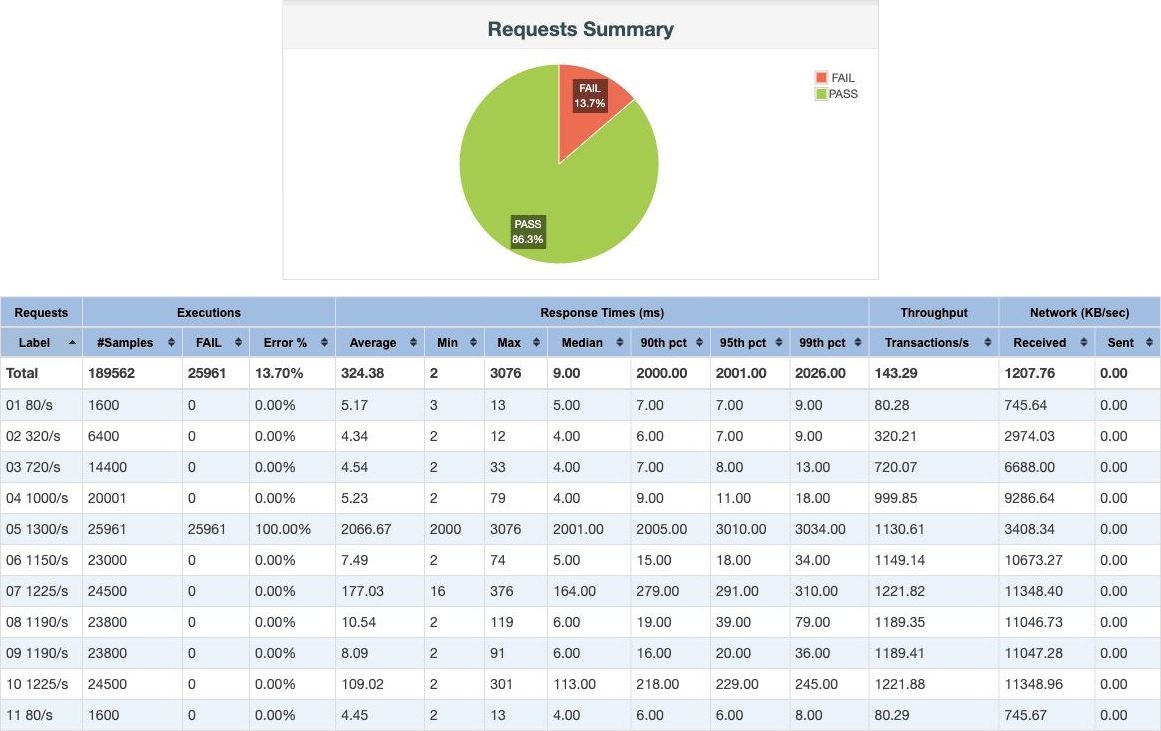 Requests Summary
FAIL
13.7%
PASS
86.3%
FAIL
PASS
Requests Executions Response Times (ms) Throughput Network (KB/sec)
Label #Samples FAIL Error % Average Min Max Median 90th pct 95th pct 99th pct Transactions/s Received Sent
Total 189562 25961 13.70% 324.38 2 3076 9.00 2000.00 2001.00 2026.00 143.29 1207.76 0.00
01 80/s 1600 0 0.00% 5.17 3 13 5.00 7.00 7.00 9.00 80.28 745.64 0.00
02 320/s 6400 0 0.00% 4.34 2 12 4.00 6.00 7.00 9.00 320.21 2974.03 0.00
03 720/s 14400 0 0.00% 4.54 2 33 4.00 7.00 8.00 13.00 720.07 6688.00 0.00
04 1000/s 20001 0 0.00% 5.23 2 79 4.00 9.00 11.00 18.00 999.85 9286.64 0.00
05 1300/s 25961 25961 100.00% 2066.67 2000 3076 2001.00 2005.00 3010.00 3034.00 1130.61 3408.34 0.00
06 1150/s 23000 0 0.00% 7.49 2 74 5.00 15.00 18.00 34.00 1149.14 10673.27 0.00
07 1225/s 24500 0 0.00% 177.03 16 376 164.00 279.00 291.00 310.00 1221.82 11348.40 0.00
08 1190/s 23800 0 0.00% 10.54 2 119 6.00 19.00 39.00 79.00 1189.35 11046.73 0.00
09 1190/s 23800 0 0.00% 8.09 2 91 6.00 16.00 20.00 36.00 1189.41 11047.28 0.00
10 1225/s 24500 0 0.00% 109.02 2 301 113.00 218.00 229.00 245.00 1221.88 11348.96 0.00
11 80/s 1600 0 0.00% 4.45 2 13 4.00 6.00 6.00 8.00 80.29 745.67 0.00